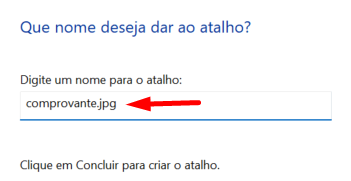 Que nome deseja dar ao atalho?
Digite um nome para o atalho:
comprovante.jpg
Clique em Concluir para criar o atalho.